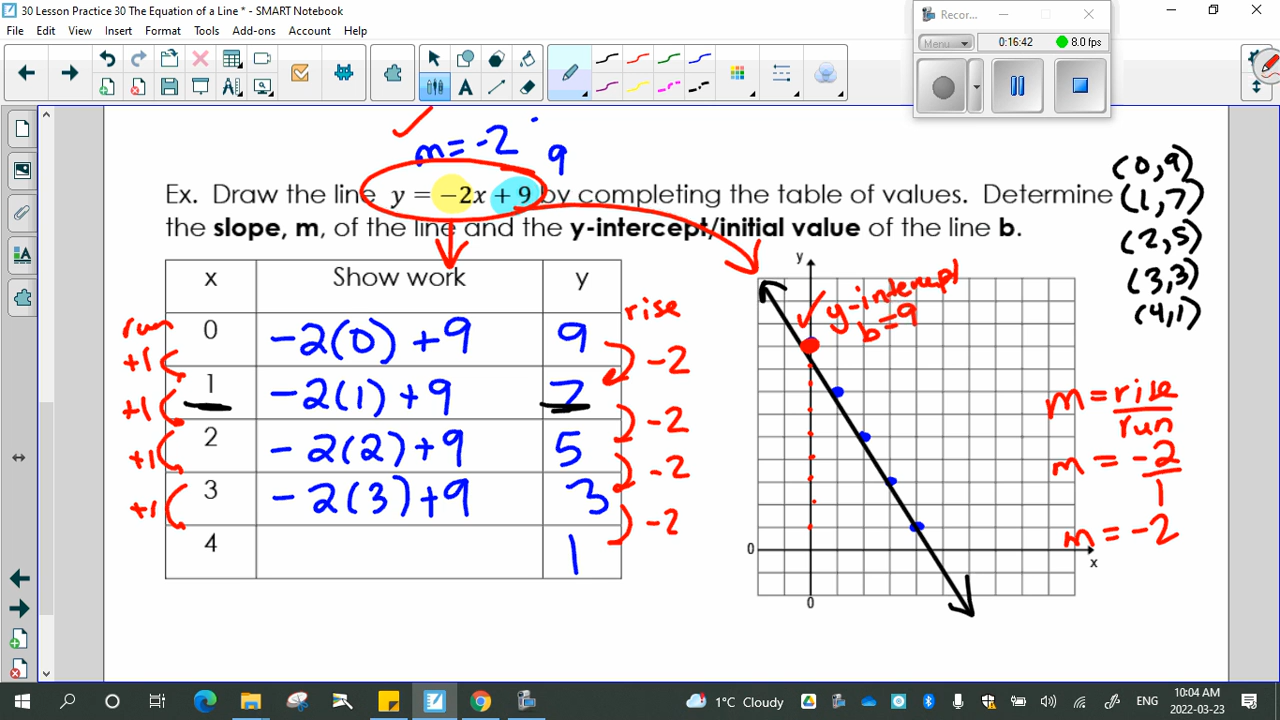 30 Lesson Practice 30 The Equation of a Line * - SMART Notebook
File Edit View Insert Format Tools Add-ons Account Help
Recor...
Menu 0:16:42 8.0 fps
m = -2 9
Ex. Draw the line y = −2x + 9 by completing the table of values. Determine
the slope, m, of the line and the y-intercept/initial value of the line b.
(0,9)
(1,7)
(2,5)
(3,3)
(4,1)
x Show work y
run rise
0 -2(0) +9 9
+1 -2
1 -2(1) +9 7
+1 -2
2 -2(2) +9 5
+1 -2
3 -2(3) +9 3
+1 -2
4 1
y
y-intercept
b=9
0
0
x
m = rise
run
m = -2
1
m = -2
1°C Cloudy ENG 10:04 AM
2022-03-23